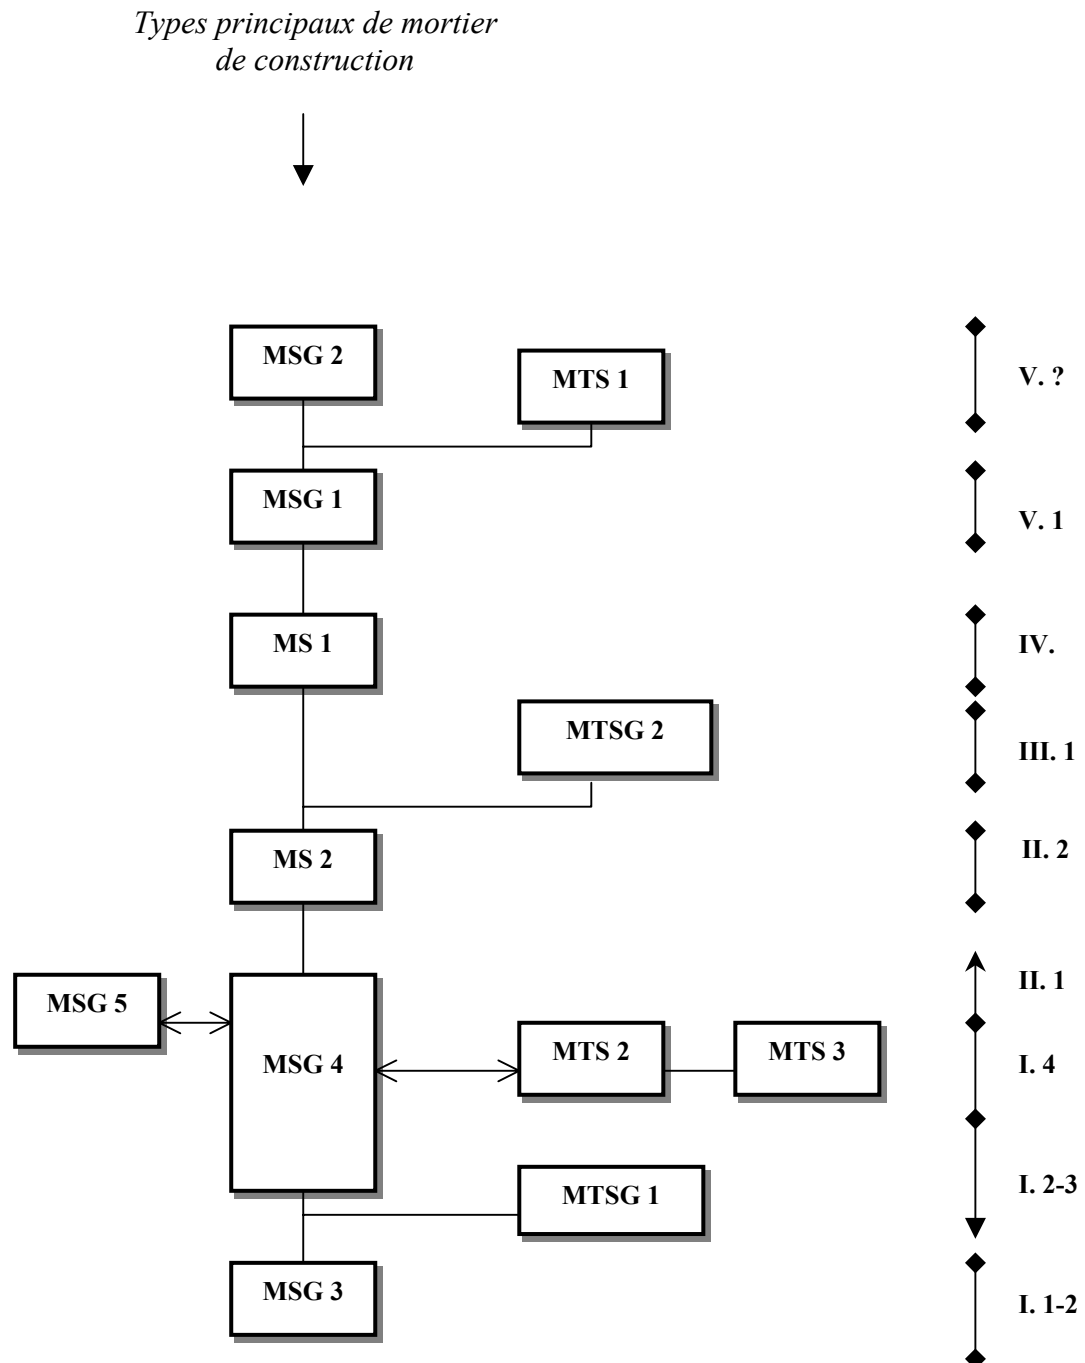 Types principaux de mortier
de construction
MSG 2
MTS 1
V. ?
MSG 1
V. 1
MS 1
IV.
MTSG 2
III. 1
MS 2
II. 2
MSG 5
II. 1
MSG 4
MTS 2
MTS 3
I. 4
MTSG 1
I. 2-3
MSG 3
I. 1-2